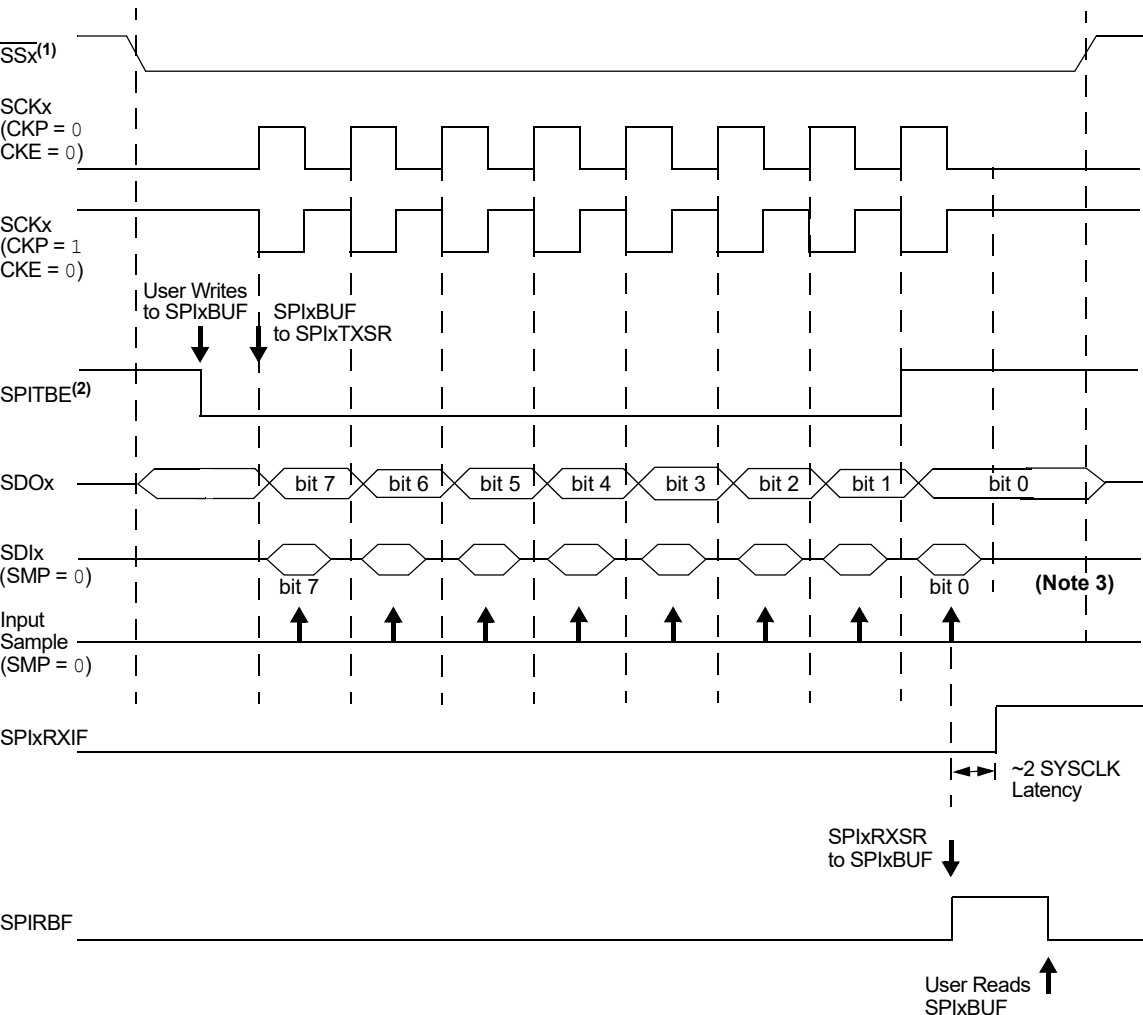 SSx(1)
SCKx
(CKP = 0
CKE = 0)
SCKx
(CKP = 1
CKE = 0)
User Writes
to SPIxBUF
SPIxBUF
to SPIxTXSR
SPITBE(2)
SDOx
bit 7
bit 6
bit 5
bit 4
bit 3
bit 2
bit 1
bit 0
SDIx
(SMP = 0)
bit 7
bit 0
(Note 3)
Input
Sample
(SMP = 0)
SPIxRXIF
~2 SYSCLK
Latency
SPIxRXSR
to SPIxBUF
SPIRBF
User Reads
SPIxBUF